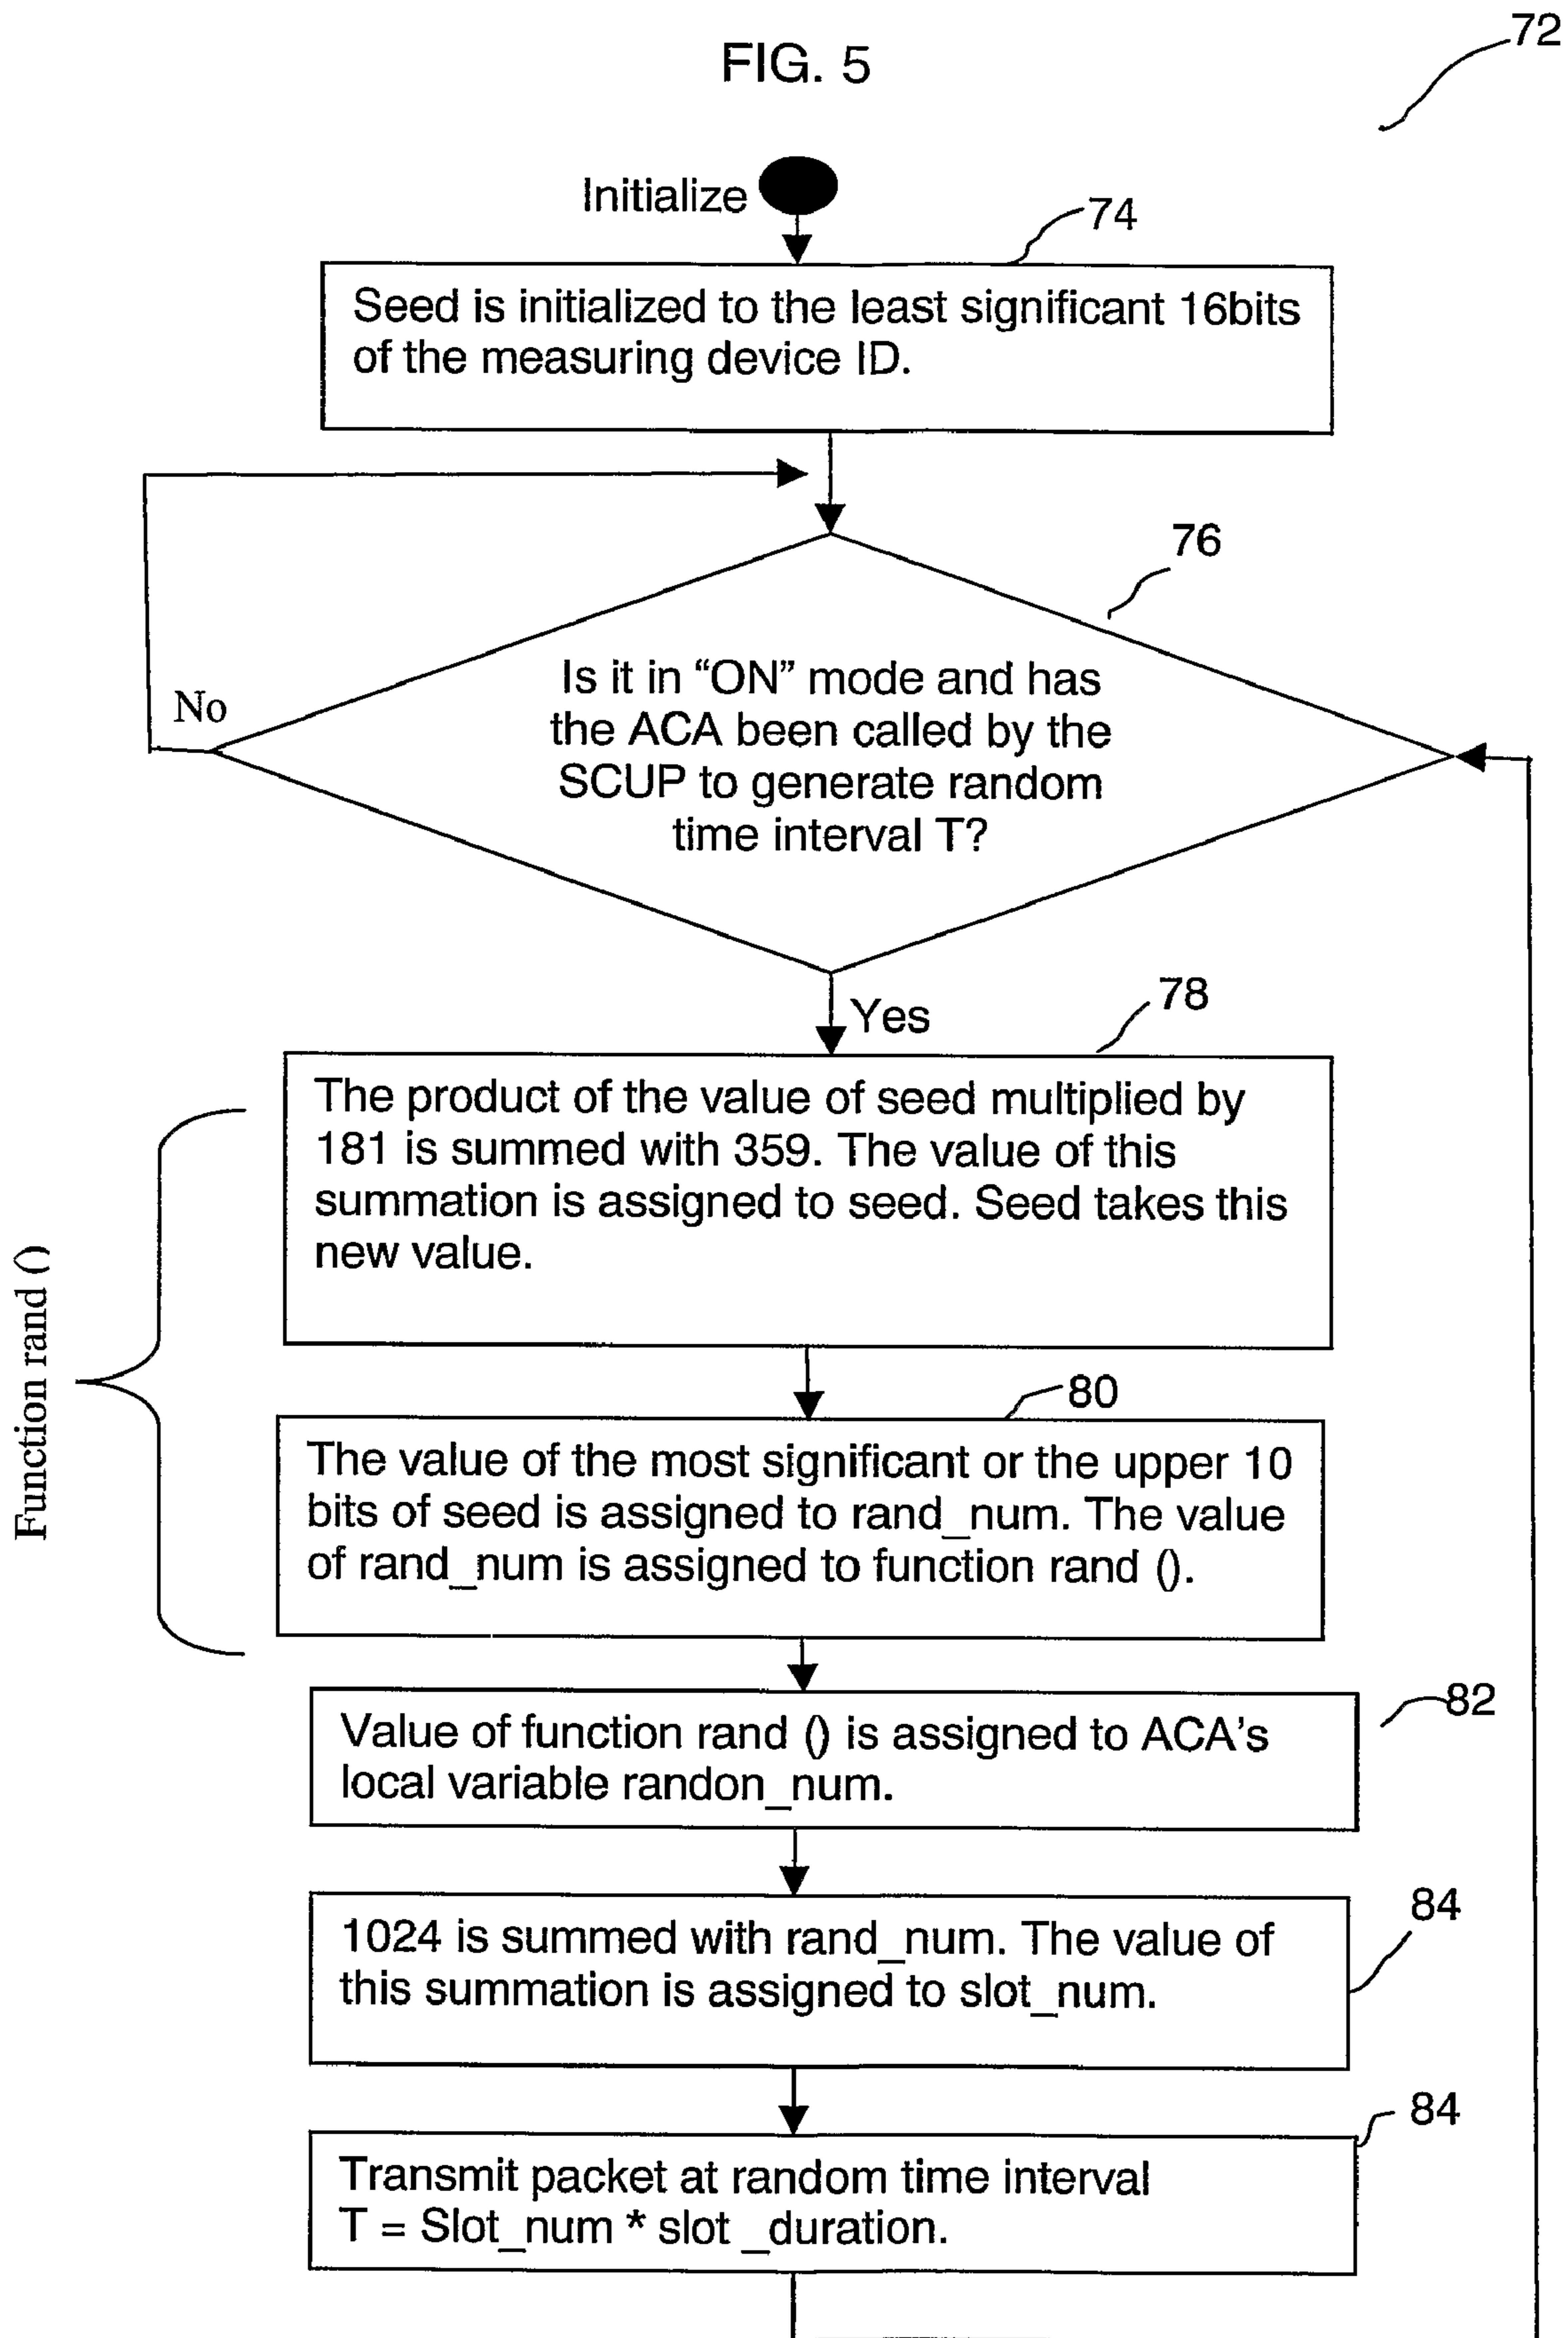 72
FIG. 5
Initialize
74
Seed is initialized to the least significant 16bits
of the measuring device ID.
76
Is it in “ON” mode and has
the ACA been called by the
SCUP to generate random
time interval T?
No
Yes
78
The product of the value of seed multiplied by
181 is summed with 359. The value of this
summation is assigned to seed. Seed takes this
new value.
Function rand ()
80
The value of the most significant or the upper 10
bits of seed is assigned to rand_num. The value
of rand_num is assigned to function rand ().
82
Value of function rand () is assigned to ACA’s
local variable randon_num.
84
1024 is summed with rand_num. The value of
this summation is assigned to slot_num.
84
Transmit packet at random time interval
T = Slot_num * slot _duration.